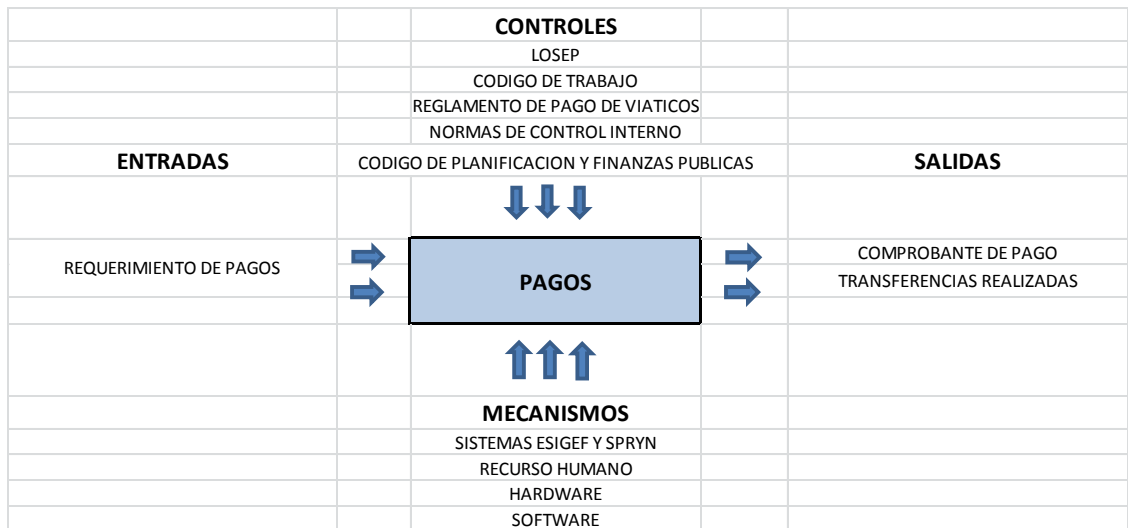 CONTROLES
LOSEP
CODIGO DE TRABAJO
REGLAMENTO DE PAGO DE VIATICOS
NORMAS DE CONTROL INTERNO
ENTRADAS
CODIGO DE PLANIFICACION Y FINANZAS PUBLICAS
SALIDAS
REQUERIMIENTO DE PAGOS
PAGOS
COMPROBANTE DE PAGO
TRANSFERENCIAS REALIZADAS
MECANISMOS
SISTEMAS ESIGEF Y SPRYN
RECURSO HUMANO
HARDWARE
SOFTWARE